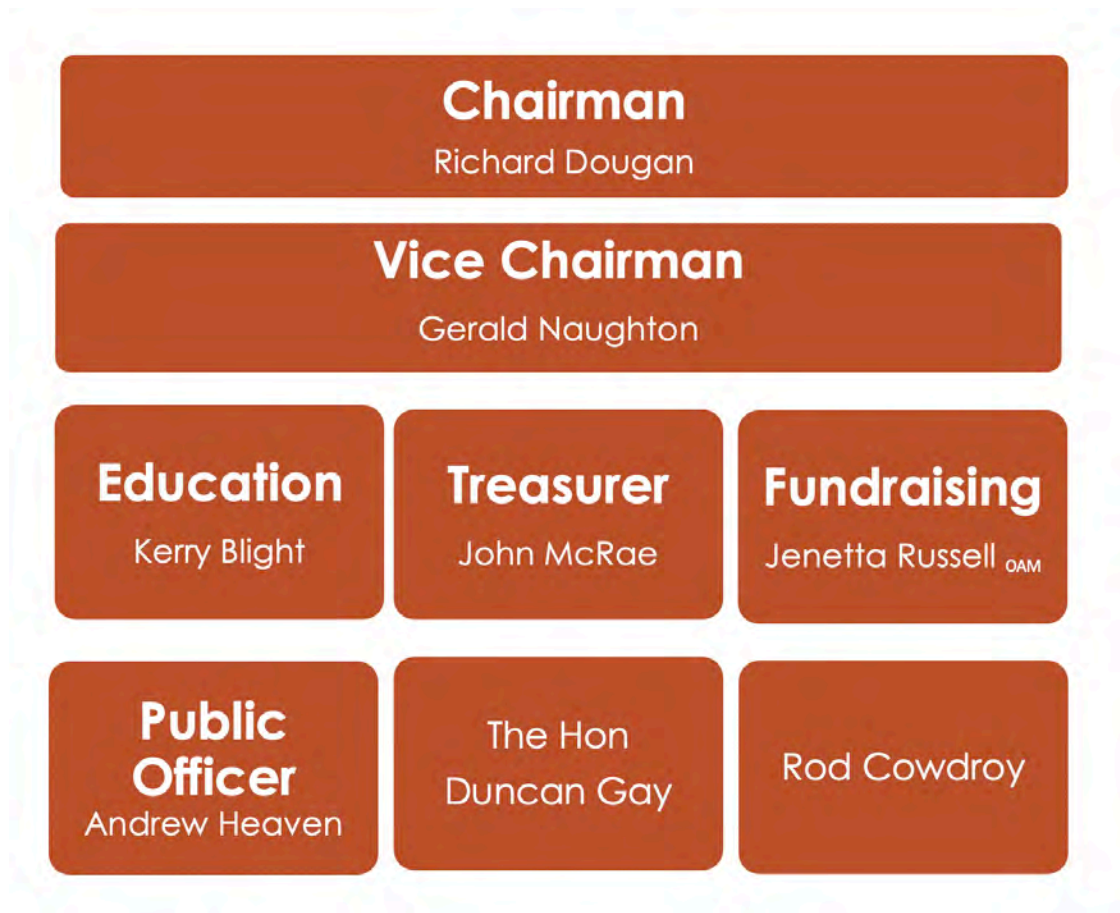 Chairman
Richard Dougan
Vice Chairman
Gerald Naughton
Education
Kerry Blight
Treasurer
John McRae
Fundraising
Jenetta Russell OAM
Public
Officer
Andrew Heaven
The Hon
Duncan Gay
Rod Cowdroy